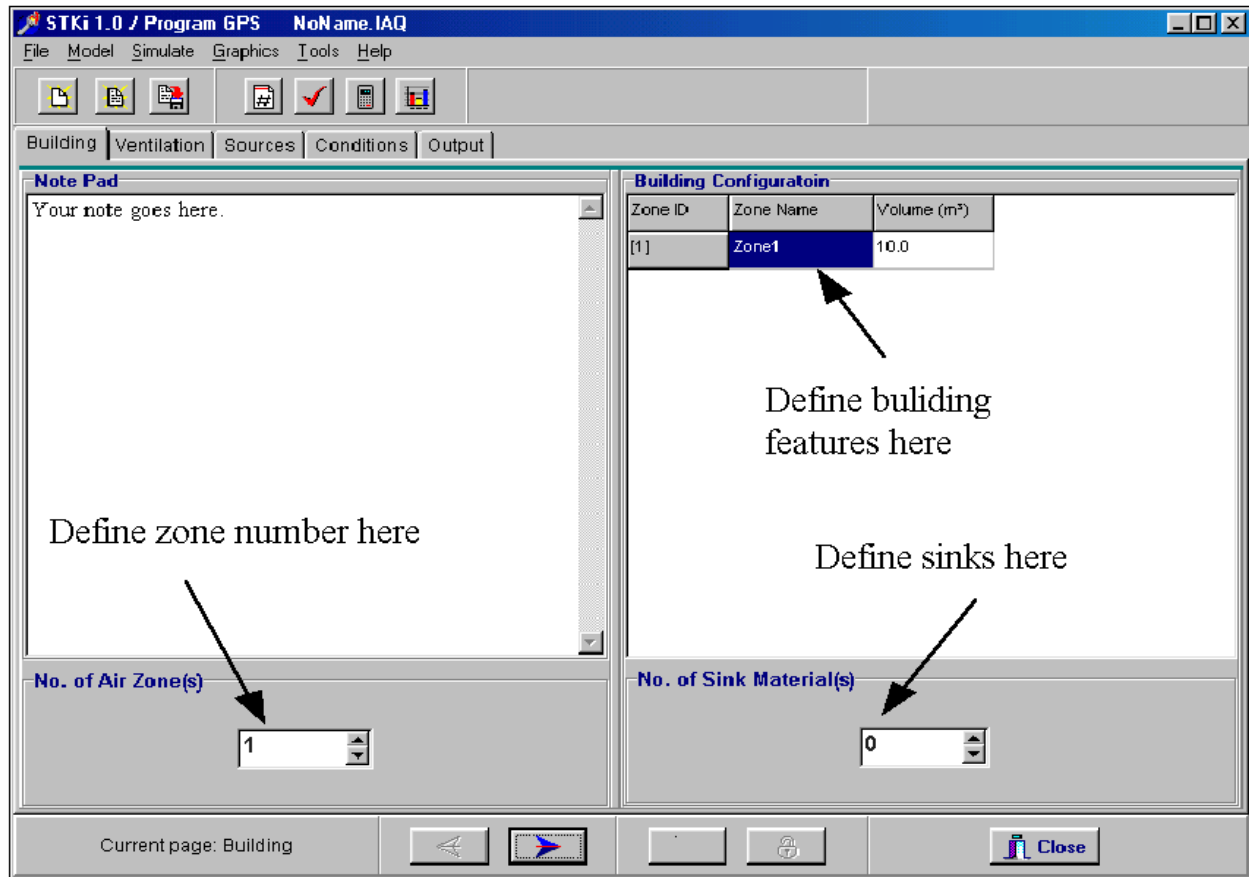 STKi 1.0 / Program GPS NoName.IAQ
File Model Simulate Graphics Tools Help
Building Ventilation Sources Conditions Output
Note Pad
Your note goes here.
Building Configuratoin
Zone ID Zone Name Volume (m³)
[1] Zone1 10.0
Define buliding
features here
Define zone number here
Define sinks here
No. of Air Zone(s)
1
No. of Sink Material(s)
0
Current page: Building
Close